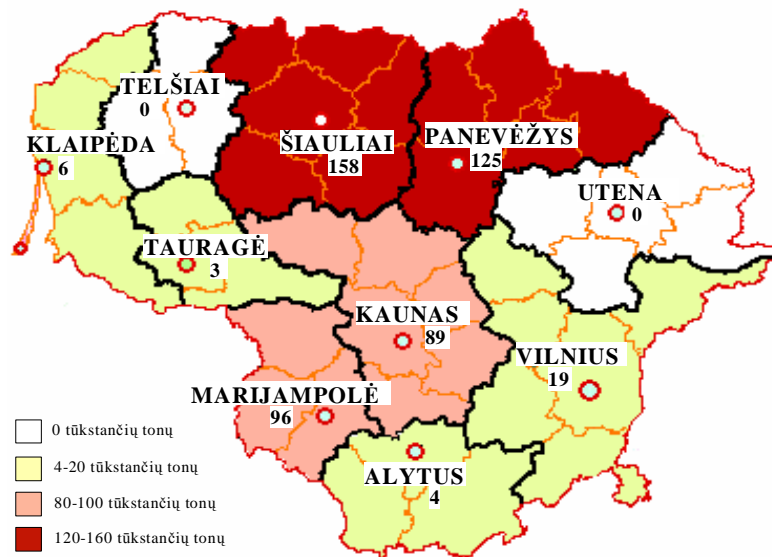 TELŠIAI
0
KLAIPĖDA
6
ŠIAULIAI
158
PANEVĖŽYS
125
UTENA
0
TAURAGĖ
3
KAUNAS
89
VILNIUS
19
MARIJAMPOLĖ
96
ALYTUS
4
0 tūkstančių tonų
4-20 tūkstančių tonų
80-100 tūkstančių tonų
120-160 tūkstančių tonų